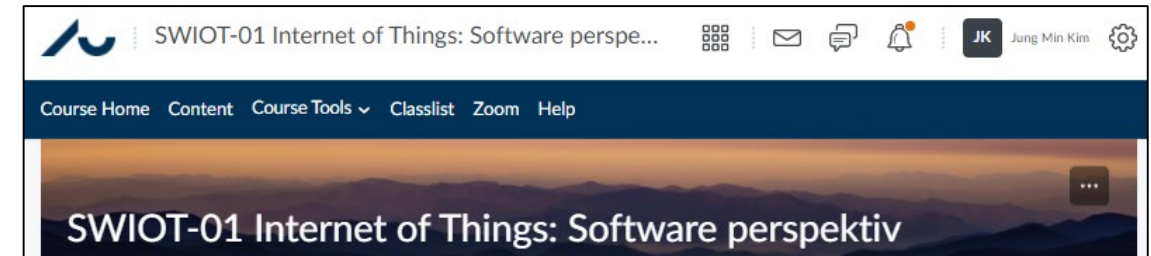 SWIOT-01 Internet of Things: Software perspe...
JK Jung Min Kim
Course Home Content Course Tools Classlist Zoom Help
SWIOT-01 Internet of Things: Software perspektiv